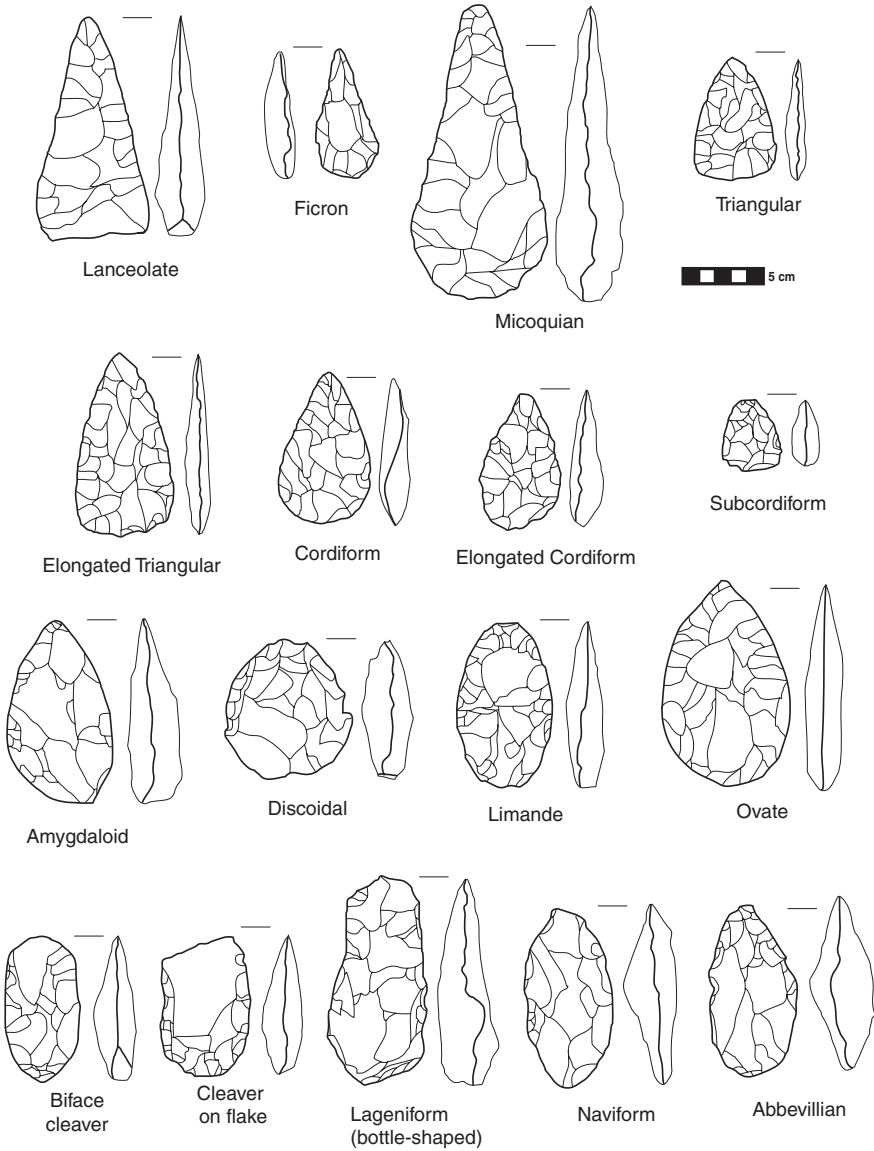 Lanceolate
Ficron
Micoquian
Triangular
5 cm
Elongated Triangular
Cordiform
Elongated Cordiform
Subcordiform
Amygdaloid
Discoidal
Limande
Ovate
Biface
cleaver
Cleaver
on flake
Lageniform
(bottle-shaped)
Naviform
Abbevillian